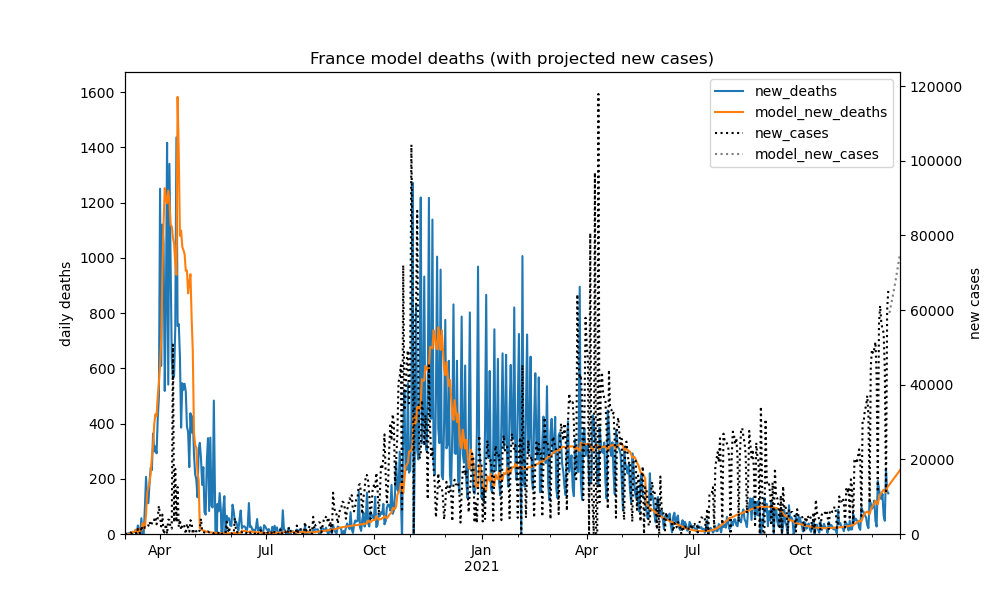 France model deaths (with projected new cases)
new_deaths
model_new_deaths
new_cases
model_new_cases
daily deaths
1600
1400
1200
1000
800
600
400
200
0
new cases
120000
100000
80000
60000
40000
20000
0
Apr Jul Oct Jan Apr Jul Oct
2021